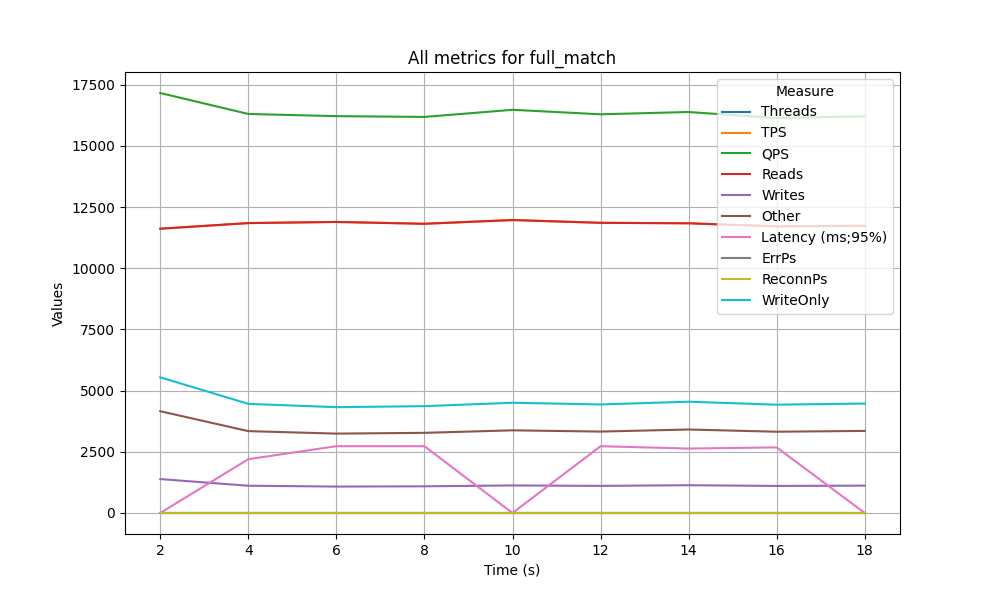 All metrics for full_match
Values
17500
15000
12500
10000
7500
5000
2500
0
Measure
Threads
TPS
QPS
Reads
Writes
Other
Latency (ms;95%)
ErrPs
ReconnPs
WriteOnly
2 4 6 8 10 12 14 16 18
Time (s)